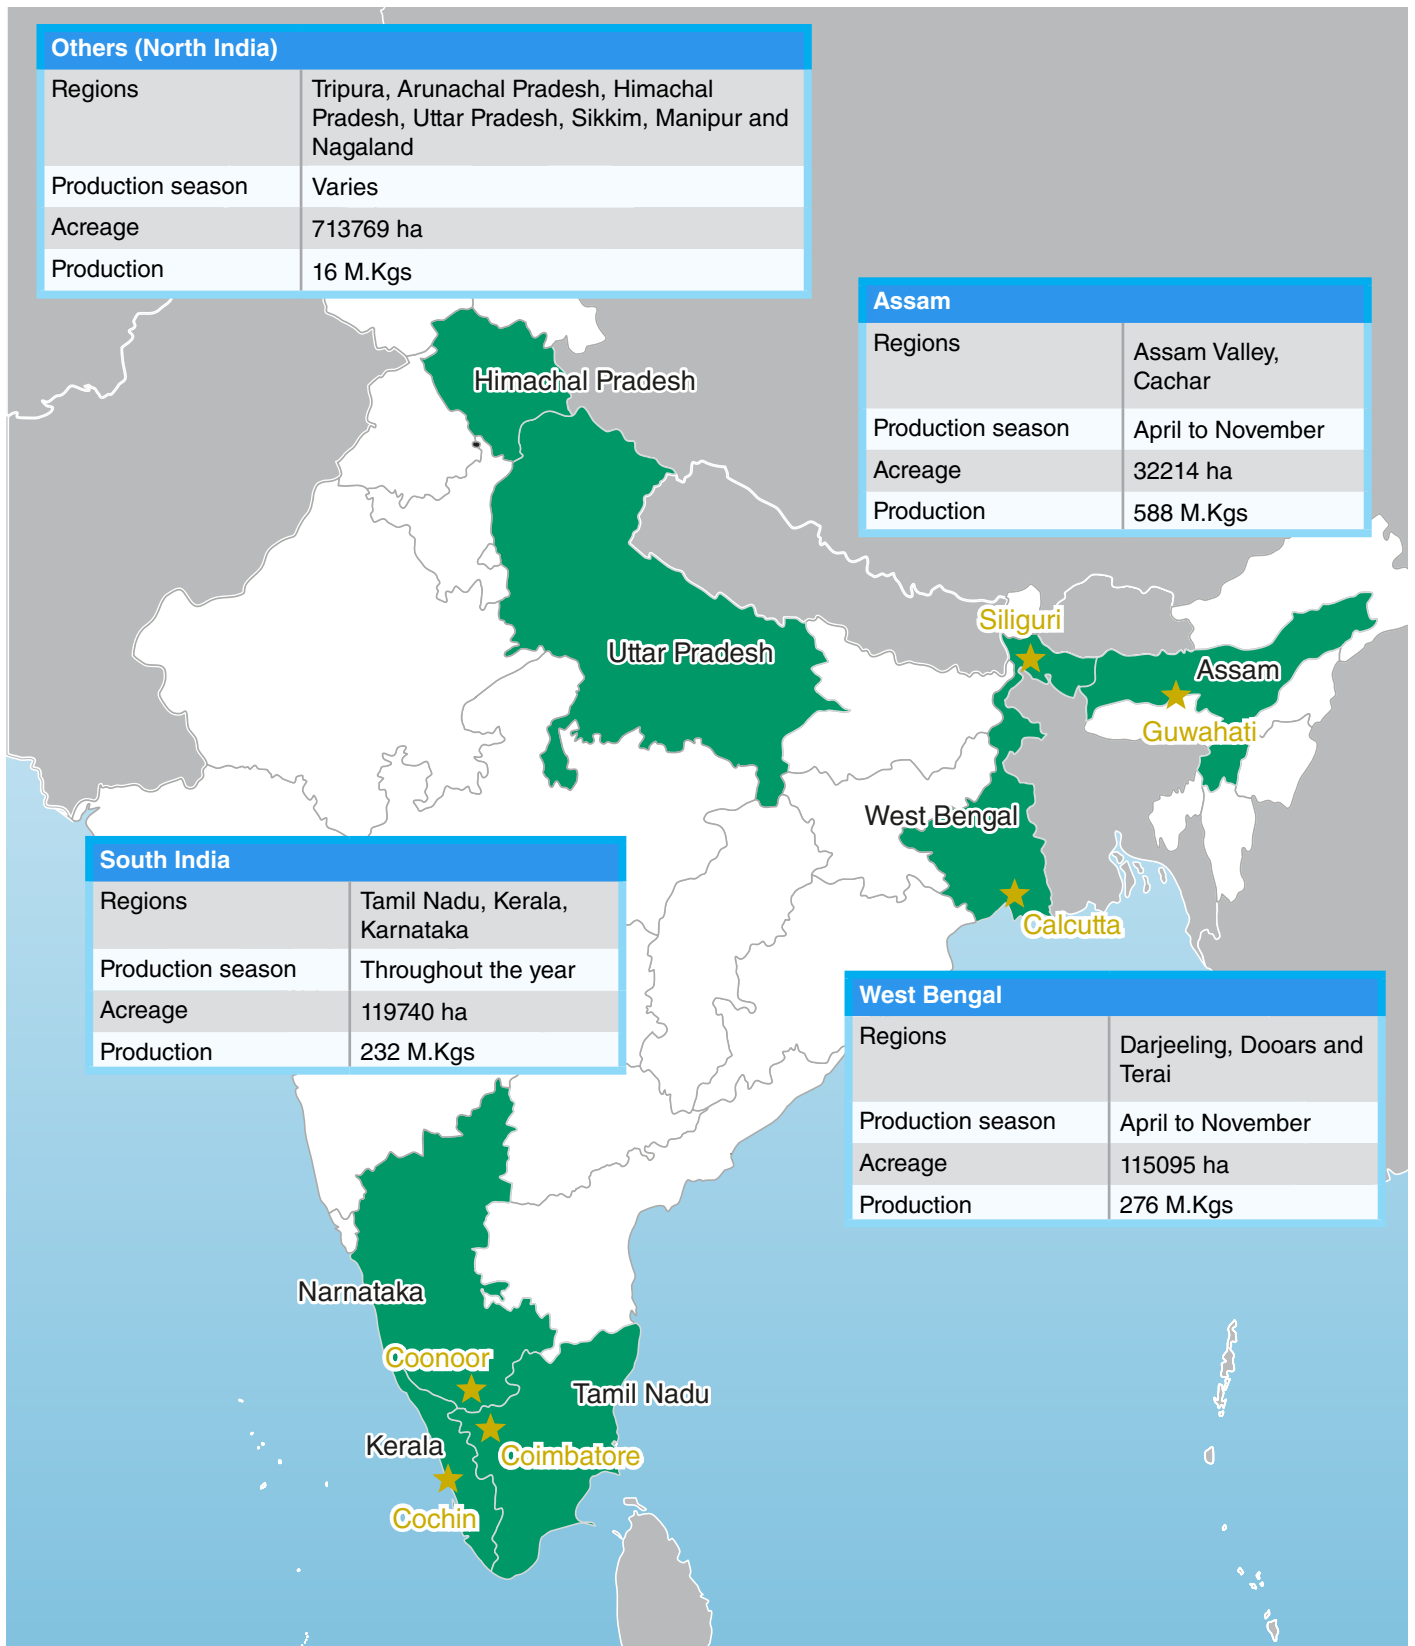 Others (North India)
Regions
Tripura, Arunachal Pradesh, Himachal
Pradesh, Uttar Pradesh, Sikkim, Manipur and
Nagaland
Production season
Varies
Acreage
713769 ha
Production
16 M.Kgs
Assam
Regions
Assam Valley,
Cachar
Production season
April to November
Acreage
32214 ha
Production
588 M.Kgs
Himachal Pradesh
Uttar Pradesh
Siliguri
Assam
Guwahati
West Bengal
Calcutta
South India
Regions
Tamil Nadu, Kerala,
Karnataka
Production season
Throughout the year
Acreage
119740 ha
Production
232 M.Kgs
West Bengal
Regions
Darjeeling, Dooars and
Terai
Production season
April to November
Acreage
115095 ha
Production
276 M.Kgs
Narnataka
Coonoor
Tamil Nadu
Kerala
Coimbatore
Cochin